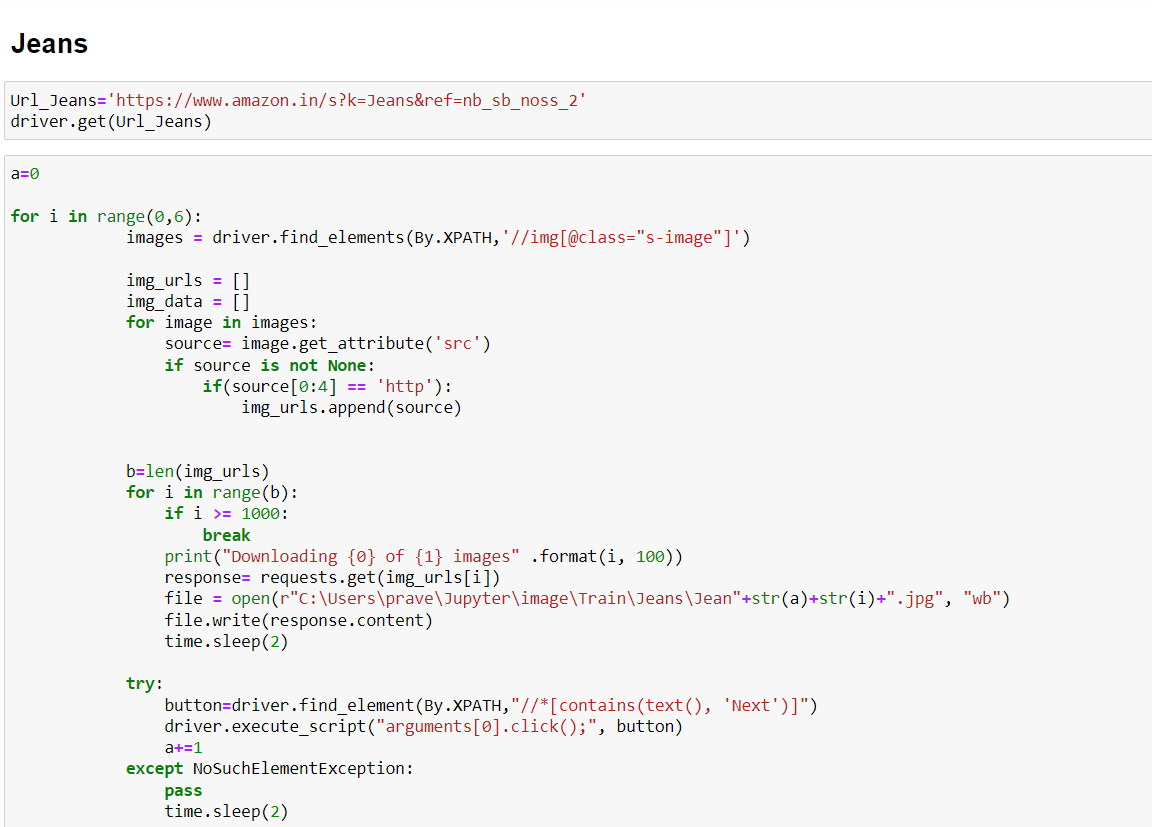 Jeans
Url_Jeans='https://www.amazon.in/s?k=Jeans&ref=nb_sb_noss_2'
driver.get(Url_Jeans)
a=0
for i in range(0,6):
images = driver.find_elements(By.XPATH,'//img[@class="s-image"]')
img_urls = []
img_data = []
for image in images:
source= image.get_attribute('src')
if source is not None:
if(source[0:4] == 'http'):
img_urls.append(source)
b=len(img_urls)
for i in range(b):
if i >= 1000:
break
print("Downloading {0} of {1} images" .format(i, 100))
response= requests.get(img_urls[i])
file = open(r"C:\Users\prave\Jupyter\image\Train\Jeans\Jean"+str(a)+str(i)+".jpg", "wb")
file.write(response.content)
time.sleep(2)
try:
button=driver.find_element(By.XPATH,"//*[contains(text(), 'Next')]")
driver.execute_script("arguments[0].click();", button)
a+=1
except NoSuchElementException:
pass
time.sleep(2)